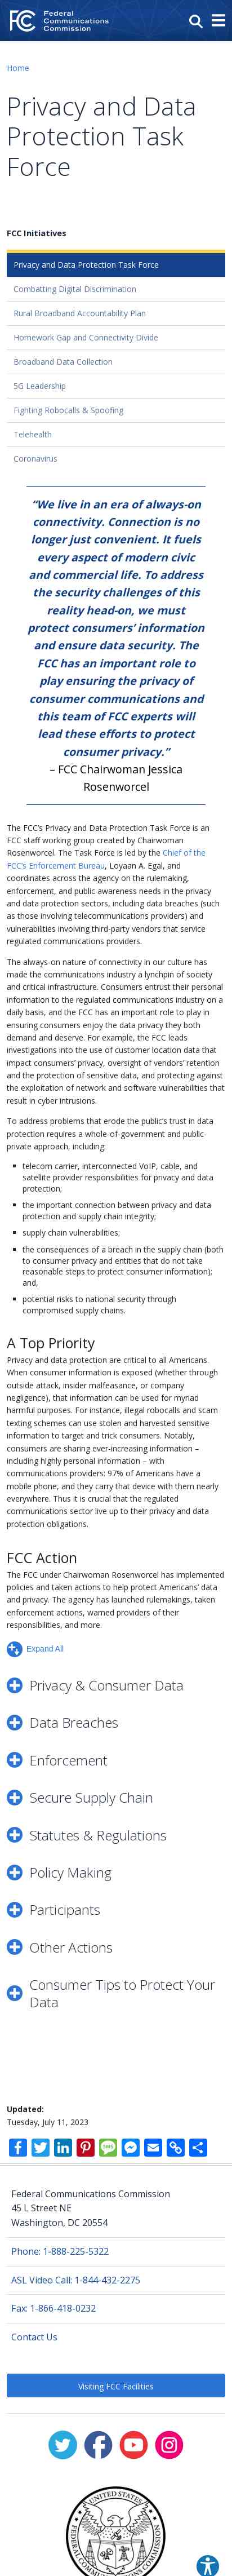 Federal
Communications
Commission
Home
Privacy and Data
Protection Task
Force
FCC Initiatives
Privacy and Data Protection Task Force
Combatting Digital Discrimination
Rural Broadband Accountability Plan
Homework Gap and Connectivity Divide
Broadband Data Collection
5G Leadership
Fighting Robocalls & Spoofing
Telehealth
Coronavirus
“We live in an era of always-on
connectivity. Connection is no
longer just convenient. It fuels
every aspect of modern civic
and commercial life. To address
the security challenges of this
reality head-on, we must
protect consumers’ information
and ensure data security. The
FCC has an important role to
play ensuring the privacy of
consumer communications and
this team of FCC experts will
lead these efforts to protect
consumer privacy.”
– FCC Chairwoman Jessica
Rosenworcel
The FCC’s Privacy and Data Protection Task Force is an
FCC staff working group created by Chairwoman
Rosenworcel. The Task Force is led by the Chief of the
FCC’s Enforcement Bureau, Loyaan A. Egal, and
coordinates across the agency on the rulemaking,
enforcement, and public awareness needs in the privacy
and data protection sectors, including data breaches (such
as those involving telecommunications providers) and
vulnerabilities involving third-party vendors that service
regulated communications providers.
The always-on nature of connectivity in our culture has
made the communications industry a lynchpin of society
and critical infrastructure. Consumers entrust their personal
information to the regulated communications industry on a
daily basis, and the FCC has an important role to play in
ensuring consumers enjoy the data privacy they both
demand and deserve. For example, the FCC leads
investigations into the use of customer location data that
impact consumers’ privacy, oversight of vendors’ retention
and the protection of sensitive data, and protecting against
the exploitation of network and software vulnerabilities that
result in cyber intrusions.
To address problems that erode the public’s trust in data
protection requires a whole-of-government and public-
private approach, including:
telecom carrier, interconnected VoIP, cable, and
satellite provider responsibilities for privacy and data
protection;
the important connection between privacy and data
protection and supply chain integrity;
supply chain vulnerabilities;
the consequences of a breach in the supply chain (both
to consumer privacy and entities that do not take
reasonable steps to protect consumer information);
and,
potential risks to national security through
compromised supply chains.
A Top Priority
Privacy and data protection are critical to all Americans.
When consumer information is exposed (whether through
outside attack, insider malfeasance, or company
negligence), that information can be used for myriad
harmful purposes. For instance, illegal robocalls and scam
texting schemes can use stolen and harvested sensitive
information to target and trick consumers. Notably,
consumers are sharing ever-increasing information –
including highly personal information – with
communications providers: 97% of Americans have a
mobile phone, and they carry that device with them nearly
everywhere. Thus it is crucial that the regulated
communications sector live up to their privacy and data
protection obligations.
FCC Action
The FCC under Chairwoman Rosenworcel has implemented
policies and taken actions to help protect Americans’ data
and privacy. The agency has launched rulemakings, taken
enforcement actions, warned providers of their
responsibilities, and more.
Expand All
Privacy & Consumer Data
Data Breaches
Enforcement
Secure Supply Chain
Statutes & Regulations
Policy Making
Participants
Other Actions
Consumer Tips to Protect Your
Data
Updated:
Tuesday, July 11, 2023
Federal Communications Commission
45 L Street NE
Washington, DC 20554
Phone: 1-888-225-5322
ASL Video Call: 1-844-432-2275
Fax: 1-866-418-0232
Contact Us
Visiting FCC Facilities